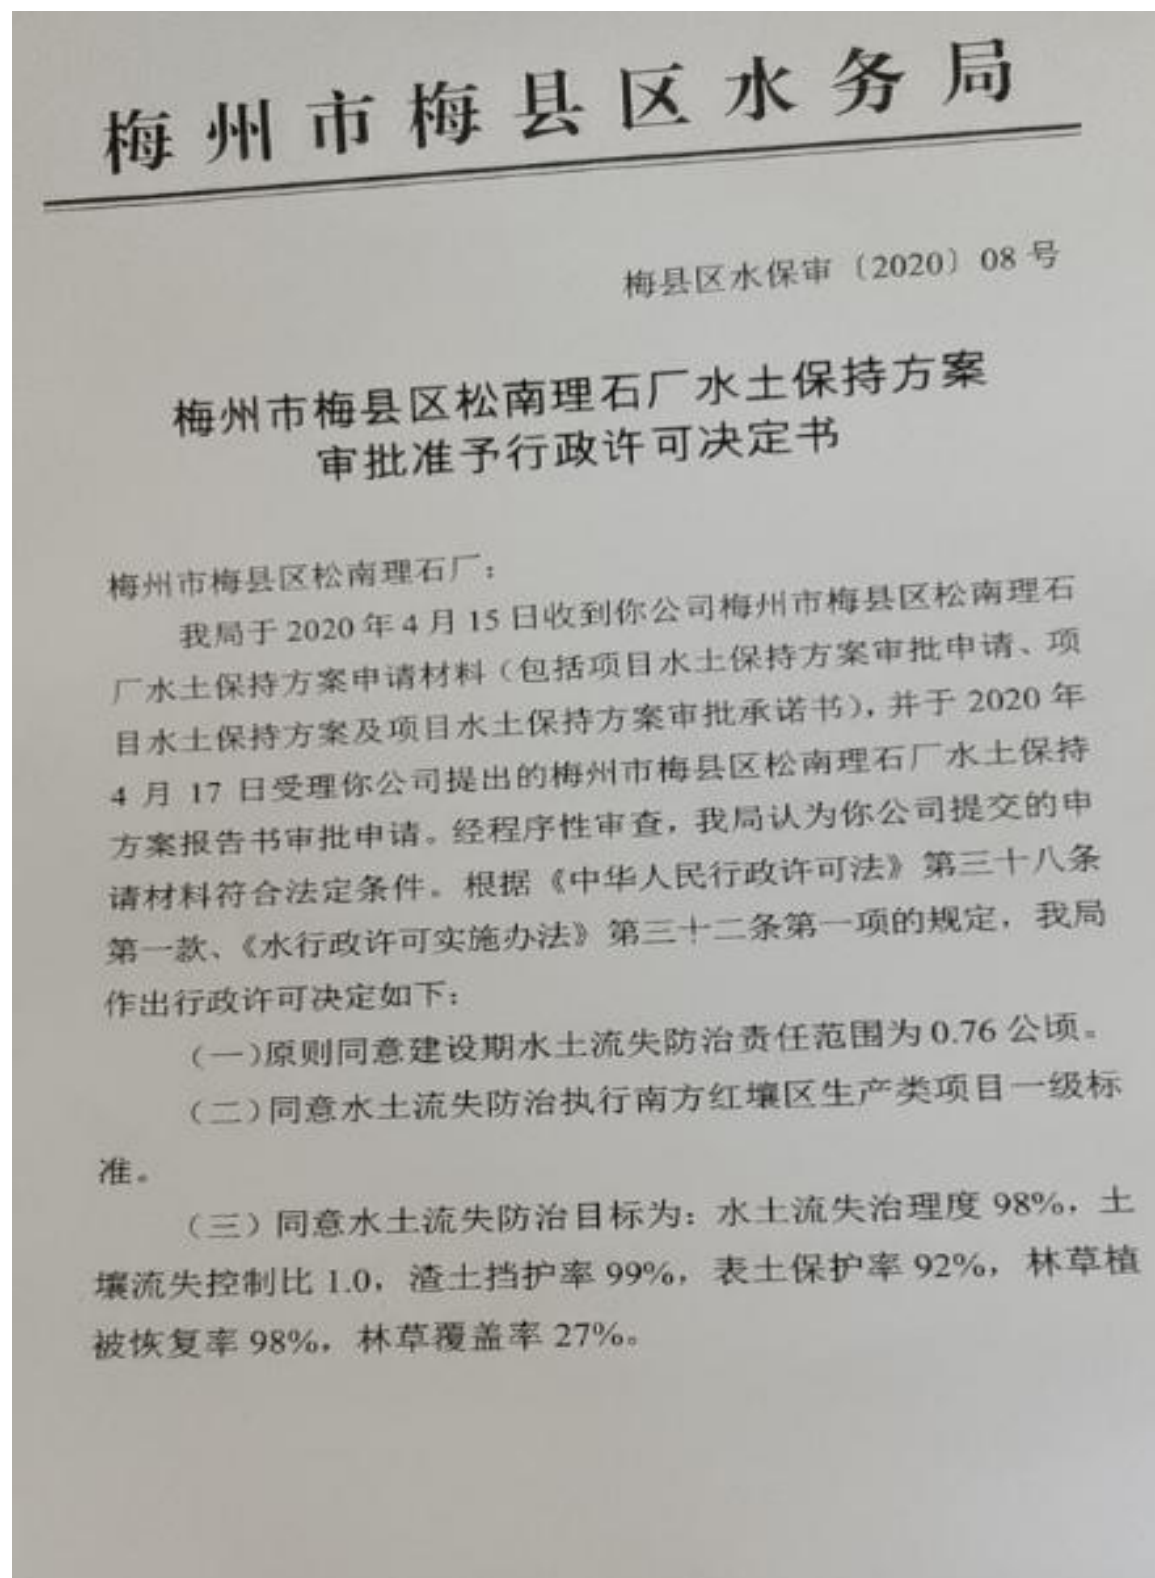 梅州市梅县区水务局
梅县区水保审〔2020〕08号
梅州市梅县区松南理石厂水土保持方案
审批准予行政许可决定书
梅州市梅县区松南理石厂：
我局于2020年4月15日收到你公司梅州市梅县区松南理石
厂水土保持方案申请材料（包括项目水土保持方案审批申请、项
目水土保持方案及项目水土保持方案审批承诺书），并于2020年
4月17日受理你公司提出的梅州市梅县区松南理石厂水土保持
方案报告书审批申请。经程序性审查，我局认为你公司提交的申
请材料符合法定条件。根据《中华人民行政许可法》第三十八条
第一款、《水行政许可实施办法》第三十二条第一项的规定，我局
作出行政许可决定如下：
（一）原则同意建设期水土流失防治责任范围为0.76公顷。
（二）同意水土流失防治执行南方红壤区生产类项目一级标
准。
（三）同意水土流失防治目标为：水土流失治理度98%，土
壤流失控制比1.0，渣土挡护率99%，表土保护率92%，林草植
被恢复率98%，林草覆盖率27%。